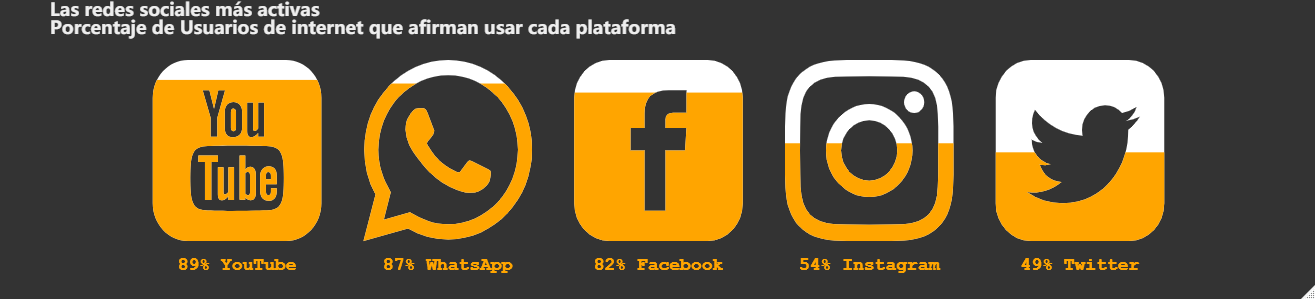 Las redes sociales más activas
Porcentaje de Usuarios de internet que afirman usar cada plataforma
You
Tube
89% YouTube
87% WhatsApp
82% Facebook
54% Instagram
49% Twitter